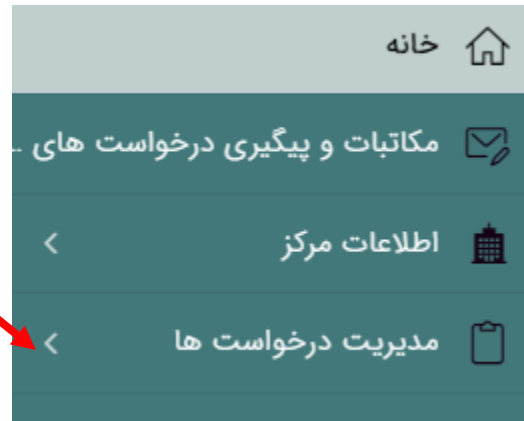 خانه
مکاتبات و پیگیری درخواست های ..
اطلاعات مرکز
مدیریت درخواست ها